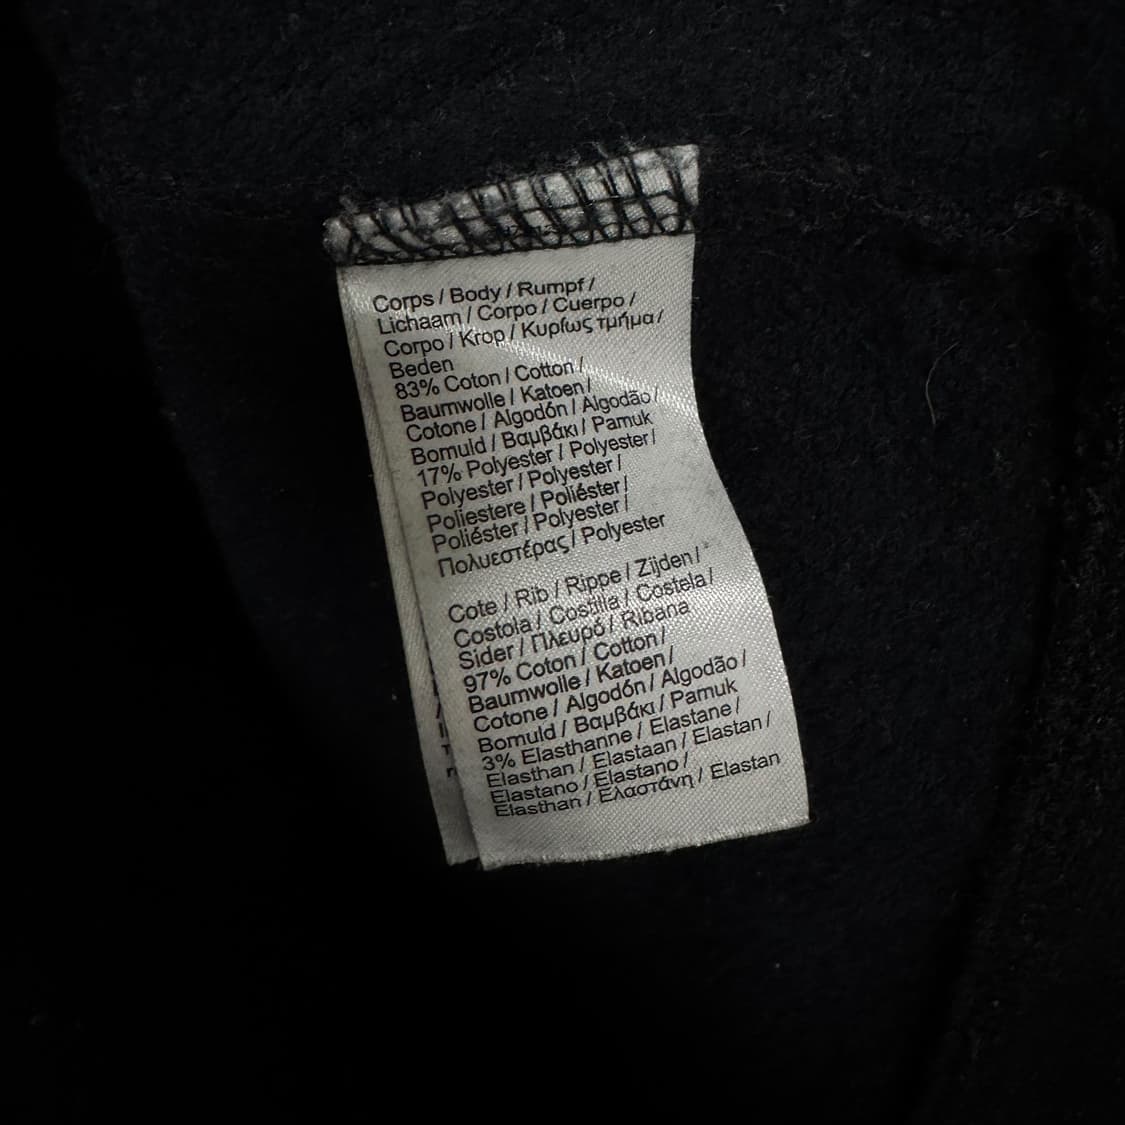 Corps / Body / Rumpf /
Lichaam / Corpo / Cuerpo /
Corpo / Krop / Κυρίως τμήμα /
Beden
83% Coton / Cotton /
Baumwolle / Katoen /
Cotone / Algodón / Algodão /
Bomuld / Βαμβάκι / Pamuk
17% Polyester / Polyester /
Polyester / Polyester /
Poliestere / Poliéster /
Poliéster / Polyester /
Πολυεστέρας / Polyester
Cote / Rib / Rippe / Zijden /
Costola / Costilla / Costela /
Sider / Πλευρό / Ribana
97% Coton / Cotton /
Baumwolle / Katoen /
Cotone / Algodón / Algodão /
Bomuld / Βαμβάκι / Pamuk
3% Elasthanne / Elastane /
Elasthan / Elastaan / Elastan /
Elastano / Elastano /
Elasthan / Ελαστάνη / Elastan